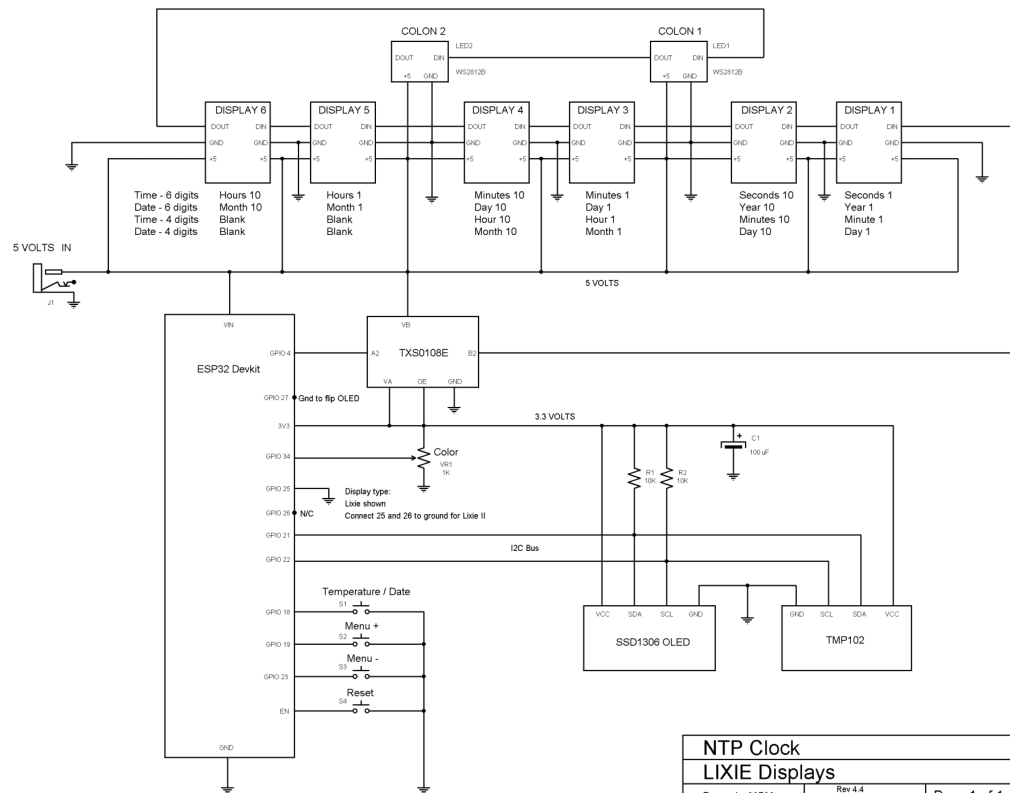 COLON 2
COLON 1
LED2
DOUT DIN
+5 GND
WS2812B
LED1
DOUT DIN
+5 GND
WS2812B
DISPLAY 6
DOUT DIN
GND GND
+5 +5
DISPLAY 5
DOUT DIN
GND GND
+5 +5
DISPLAY 4
DOUT DIN
GND GND
+5 +5
DISPLAY 3
DOUT DIN
GND GND
+5 +5
DISPLAY 2
DOUT DIN
GND GND
+5 +5
DISPLAY 1
DOUT DIN
GND GND
+5 +5
Time - 6 digits Hours 10 Hours 1 Minutes 10 Minutes 1 Seconds 10 Seconds 1
Date - 6 digits Month 10 Month 1 Day 10 Day 1 Year 10 Year 1
Time - 4 digits Blank Blank Hour 10 Hour 1 Minutes 10 Minute 1
Date - 4 digits Blank Blank Month 10 Month 1 Day 10 Day 1
5 VOLTS IN
J1
5 VOLTS
VIN
ESP32 Devkit
GPIO 4
GPIO 27
Gnd to flip OLED
3V3
GPIO 34
GPIO 25
GPIO 26
N/C
GPIO 21
GPIO 22
GPIO 18
GPIO 19
GPIO 23
EN
GND
VB
A2 TXS0108E B2
VA OE GND
3.3 VOLTS
Color
VR1
1K
Display type:
Lixie shown
Connect 25 and 26 to ground for Lixie II
R1
10K
R2
10K
+
C1
100 uF
I2C Bus
Temperature / Date
S1
Menu +
S2
Menu -
S3
Reset
S4
VCC SDA SCL GND
SSD1306 OLED
GND SCL SDA VCC
TMP102
NTP Clock
LIXIE Displays
Rev 4.4